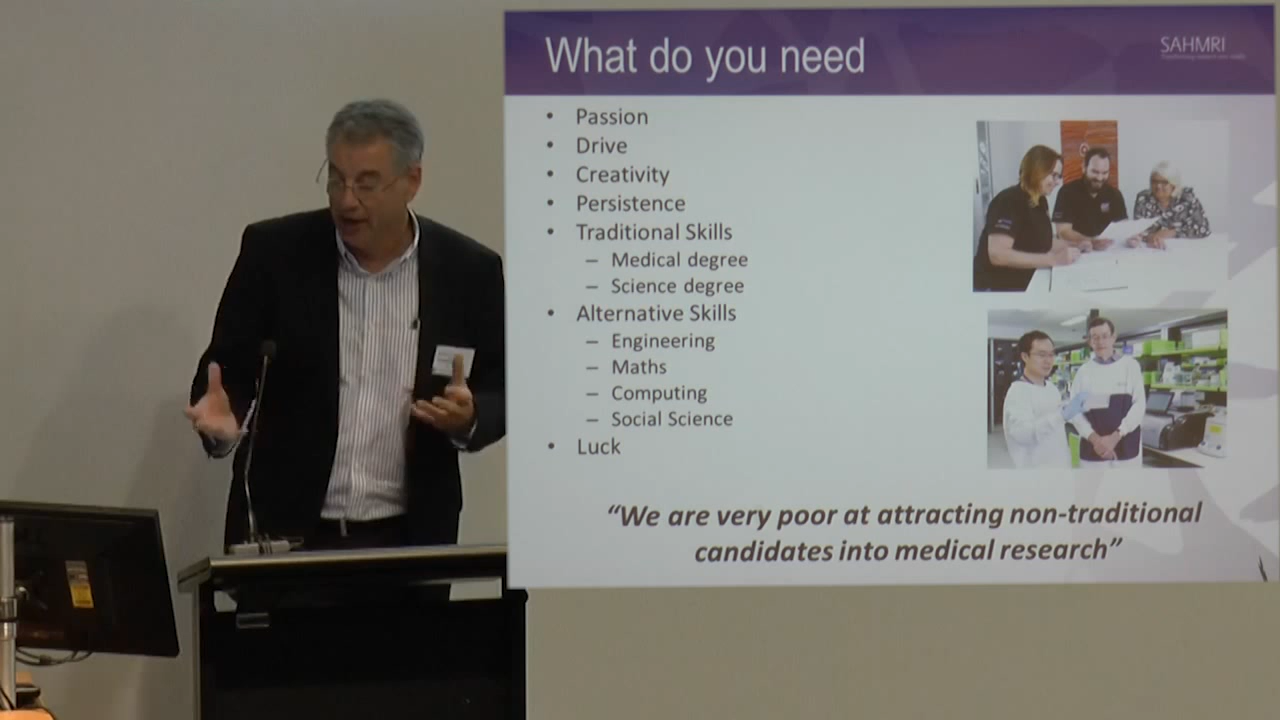 What do you need
SAHMRI
• Passion
• Drive
• Creativity
• Persistence
• Traditional Skills
– Medical degree
– Science degree
• Alternative Skills
– Engineering
– Maths
– Computing
– Social Science
• Luck
“We are very poor at attracting non-traditional
candidates into medical research”